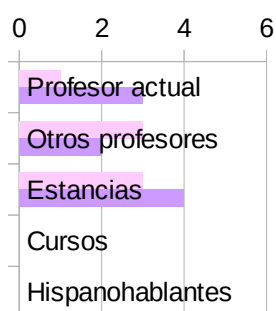 0 2 4 6
Profesor actual
Otros profesores
Estancias
Cursos
Hispanohablantes